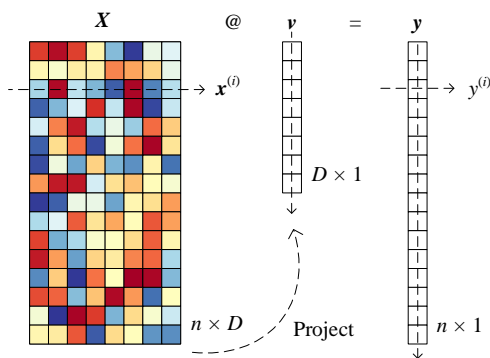 X @ v = y
x^(i) y^(i)
D × 1
n × D Project n × 1